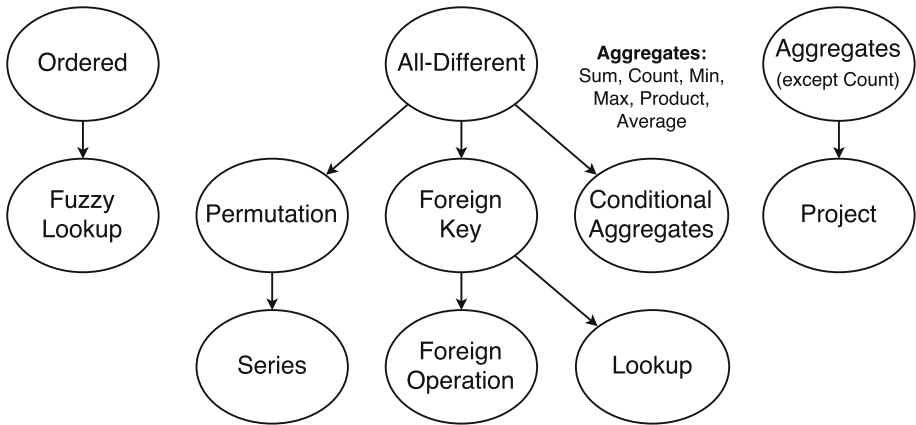 Ordered
All-Different
Aggregates:
Sum, Count, Min,
Max, Product,
Average
Aggregates
(except Count)
Fuzzy
Lookup
Permutation
Foreign
Key
Conditional
Aggregates
Project
Series
Foreign
Operation
Lookup